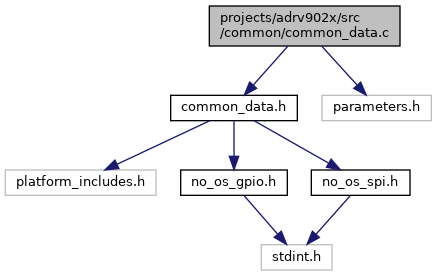 projects/adrv902x/src
/common/common_data.c
common_data.h
parameters.h
platform_includes.h
no_os_gpio.h
no_os_spi.h
stdint.h